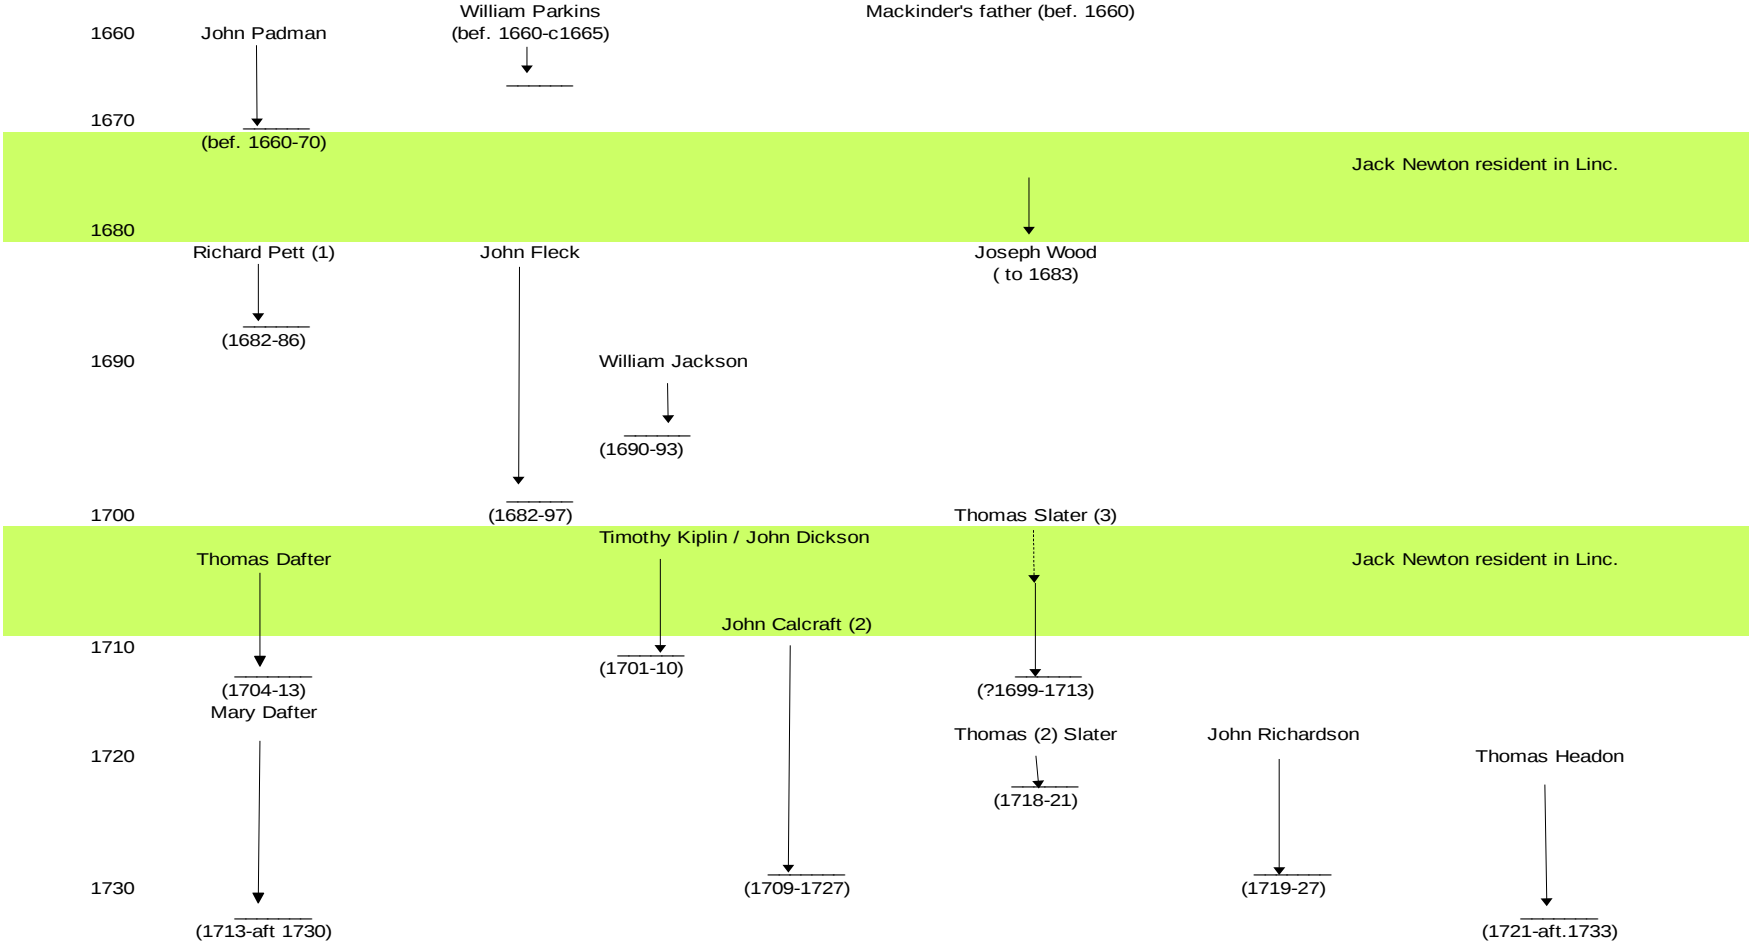 William Parkins
Mackinder's father (bef. 1660)
1660
John Padman
(bef. 1660-c1665)
1670
(bef. 1660-70)
Jack Newton resident in Linc.
1680
Richard Pett (1)
John Fleck
Joseph Wood
( to 1683)
(1682-86)
1690
William Jackson
(1690-93)
1700
(1682-97)
Thomas Slater (3)
Timothy Kiplin / John Dickson
Thomas Dafter
Jack Newton resident in Linc.
John Calcraft (2)
1710
(1701-10)
(1704-13)
(?1699-1713)
Mary Dafter
Thomas (2) Slater
John Richardson
1720
Thomas Headon
(1718-21)
1730
(1709-1727)
(1719-27)
(1713-aft 1730)
(1721-aft.1733)